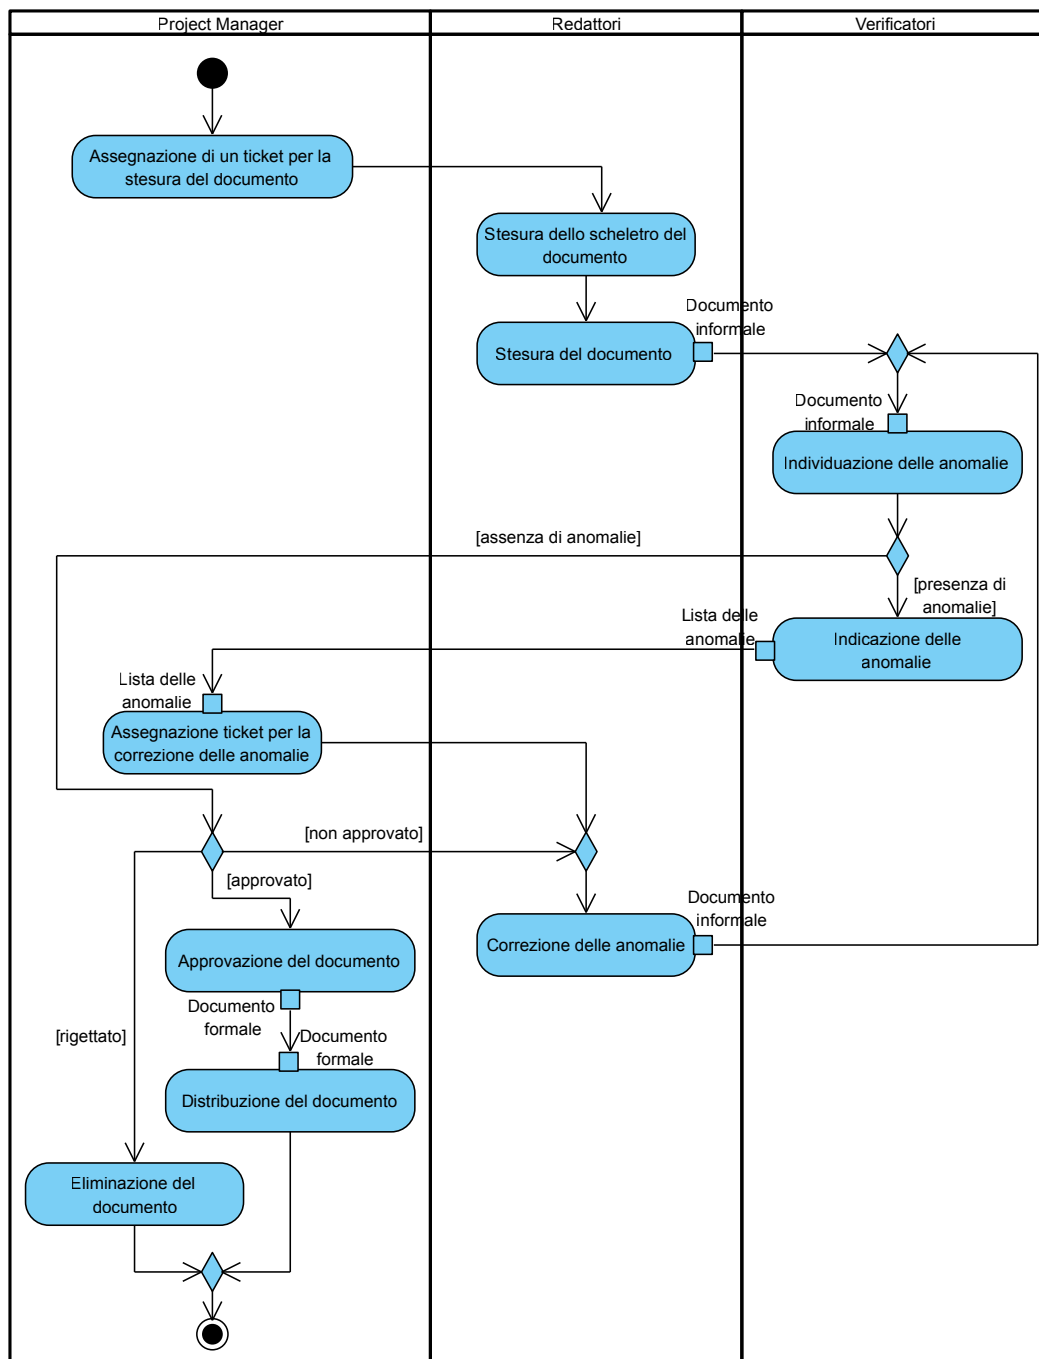 Project Manager
Redattori
Verificatori
Assegnazione di un ticket per la
stesura del documento
Stesura dello scheletro del
documento
Documento
informale
Stesura del documento
Documento
informale
Individuazione delle anomalie
[assenza di anomalie]
[presenza di
anomalie]
Lista delle
anomalie
Indicazione delle
anomalie
Lista delle
anomalie
Assegnazione ticket per la
correzione delle anomalie
[non approvato]
[approvato]
Documento
informale
Correzione delle anomalie
Approvazione del documento
Documento
formale
[rigettato]
Documento
formale
Distribuzione del documento
Eliminazione del
documento